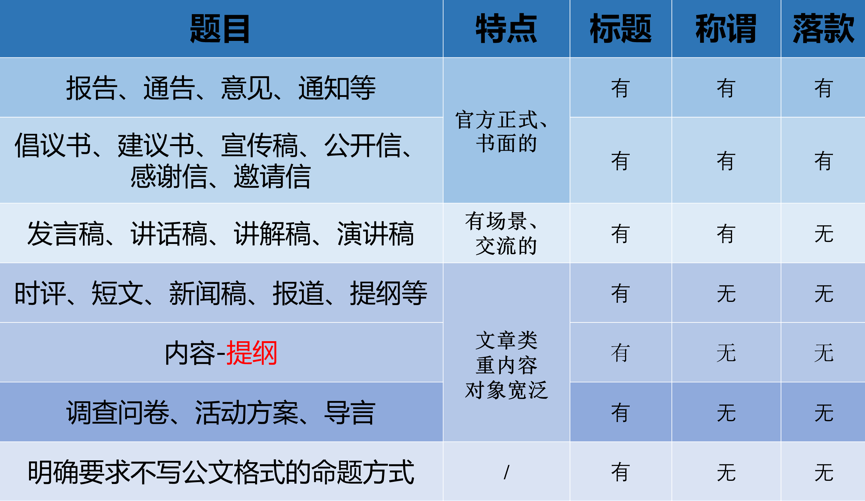 题目 特点 标题 称谓 落款
报告、通告、意见、通知等 有 有 有
官方正式、
书面的
倡议书、建议书、宣传稿、公开信、
感谢信、邀请信 有 有 有
发言稿、讲话稿、讲解稿、演讲稿 有 有 无
有场景、
交流的
时评、短文、新闻稿、报道、提纲等 有 无 无
内容-提纲 有 无 无
文章类
重内容
对象宽泛
调查问卷、活动方案、导言 有 无 无
明确要求不写公文格式的命题方式 / 有 无 无